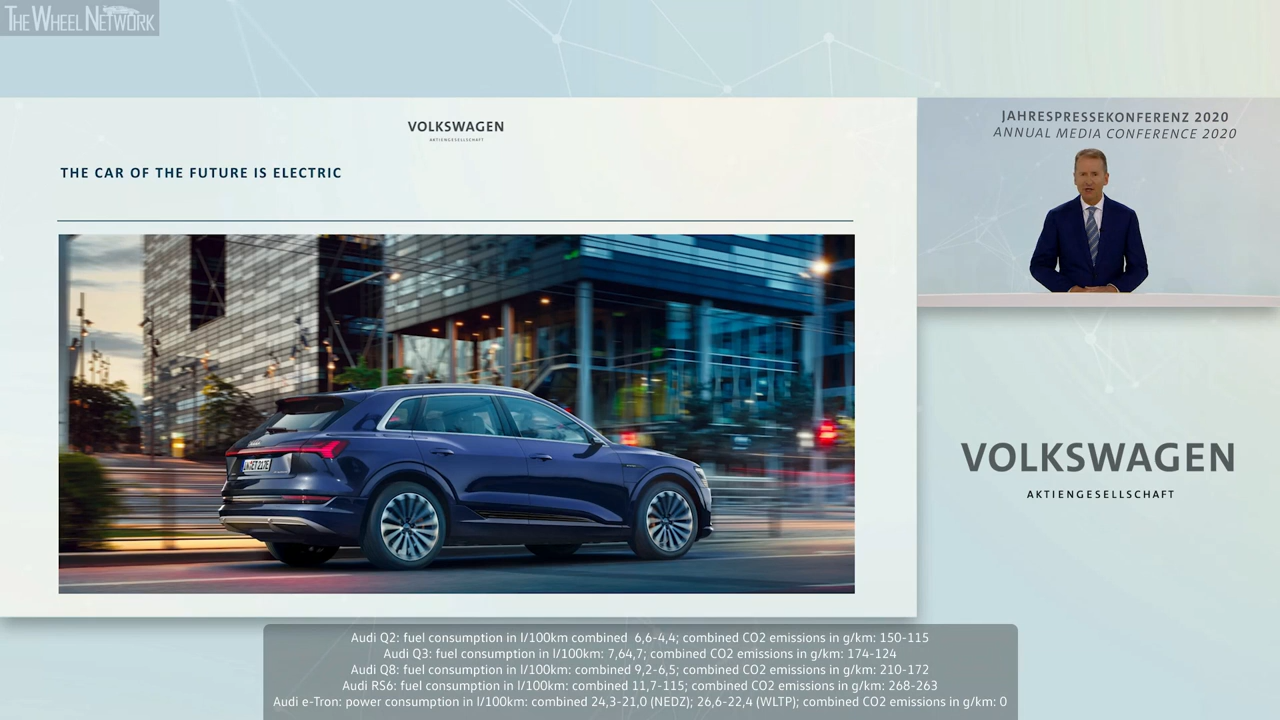 THE WHEEL NETWORK
VOLKSWAGEN
AKTIENGESELLSCHAFT
THE CAR OF THE FUTURE IS ELECTRIC
JAHRESPRESSEKONFERENZ 2020
ANNUAL MEDIA CONFERENCE 2020
VOLKSWAGEN
AKTIENGESELLSCHAFT
Audi Q2: fuel consumption in l/100km combined 6,6-4,4; combined CO2 emissions in g/km: 150-115
Audi Q3: fuel consumption in l/100km: 7,64,7; combined CO2 emissions in g/km: 174-124
Audi Q8: fuel consumption in l/100km: combined 9,2-6,5; combined CO2 emissions in g/km: 210-172
Audi RS6: fuel consumption in l/100km: combined 11,7-115; combined CO2 emissions in g/km: 268-263
Audi e-Tron: power consumption in l/100km: combined 24,3-21,0 (NEDZ); 26,6-22,4 (WLTP); combined CO2 emissions in g/km: 0